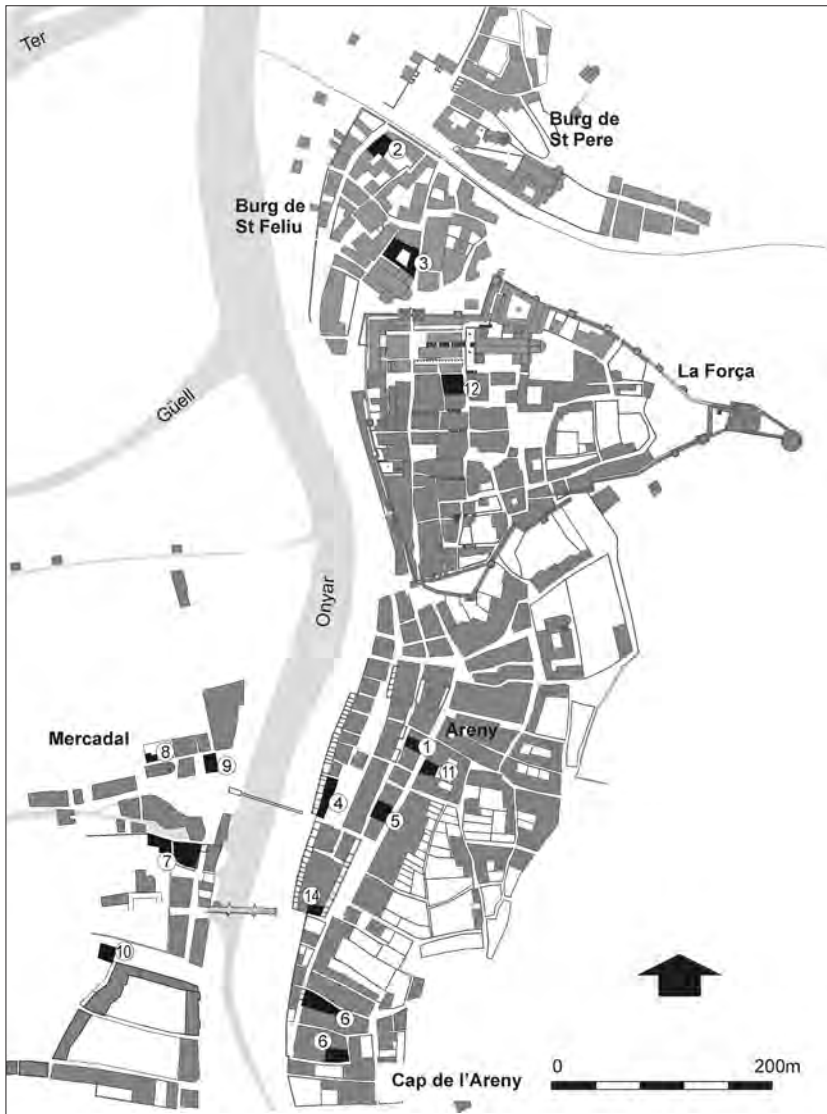 Ter
Burg de
St Pere
2
Burg de
St Feliu
3
La Força
12
Güell
Onyar
Mercadal
Areny
8
1
9
11
4
5
7
14
10
6
6
0
200m
Cap de l'Areny